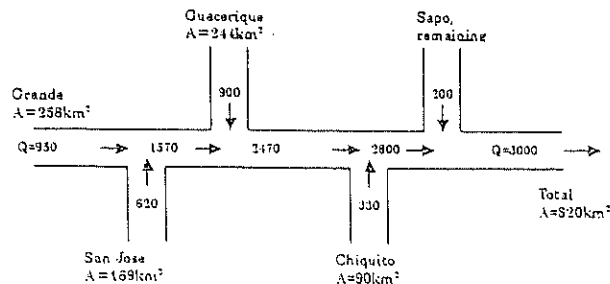 Guacerique
A=244km²
Sapo,
remaining
Grande
A=258km²
900
200
Q=950
1570
2470
2800
Q=3000
620
330
Total
A=820km²
San Jose
A=169km²
Chiquito
A=90km²